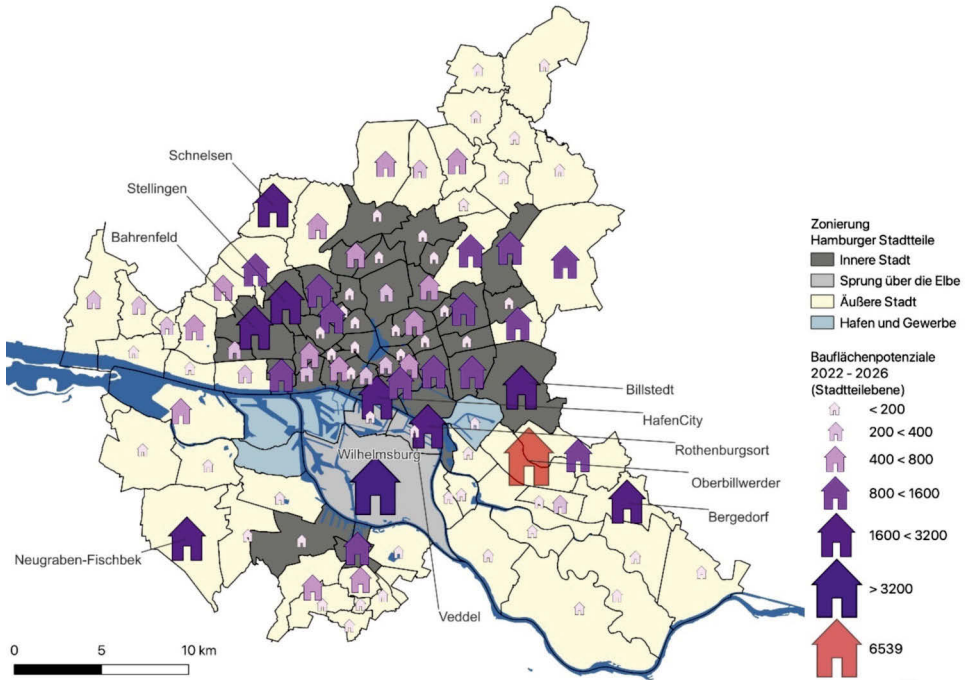 Schnelsen
Stellingen
Bahrenfeld
Wilhelmsburg
Neugraben-Fischbek
Billstedt
HafenCity
Rothenburgsort
Oberbillwerder
Bergedorf
Veddel
0 5 10 km
Zonierung
Hamburger Stadtteile
Innere Stadt
Sprung über die Elbe
Äußere Stadt
Hafen und Gewerbe
Bauflächenpotenziale
2022 - 2026
(Stadtteilebene)
< 200
200 < 400
400 < 800
800 < 1600
1600 < 3200
> 3200
6539